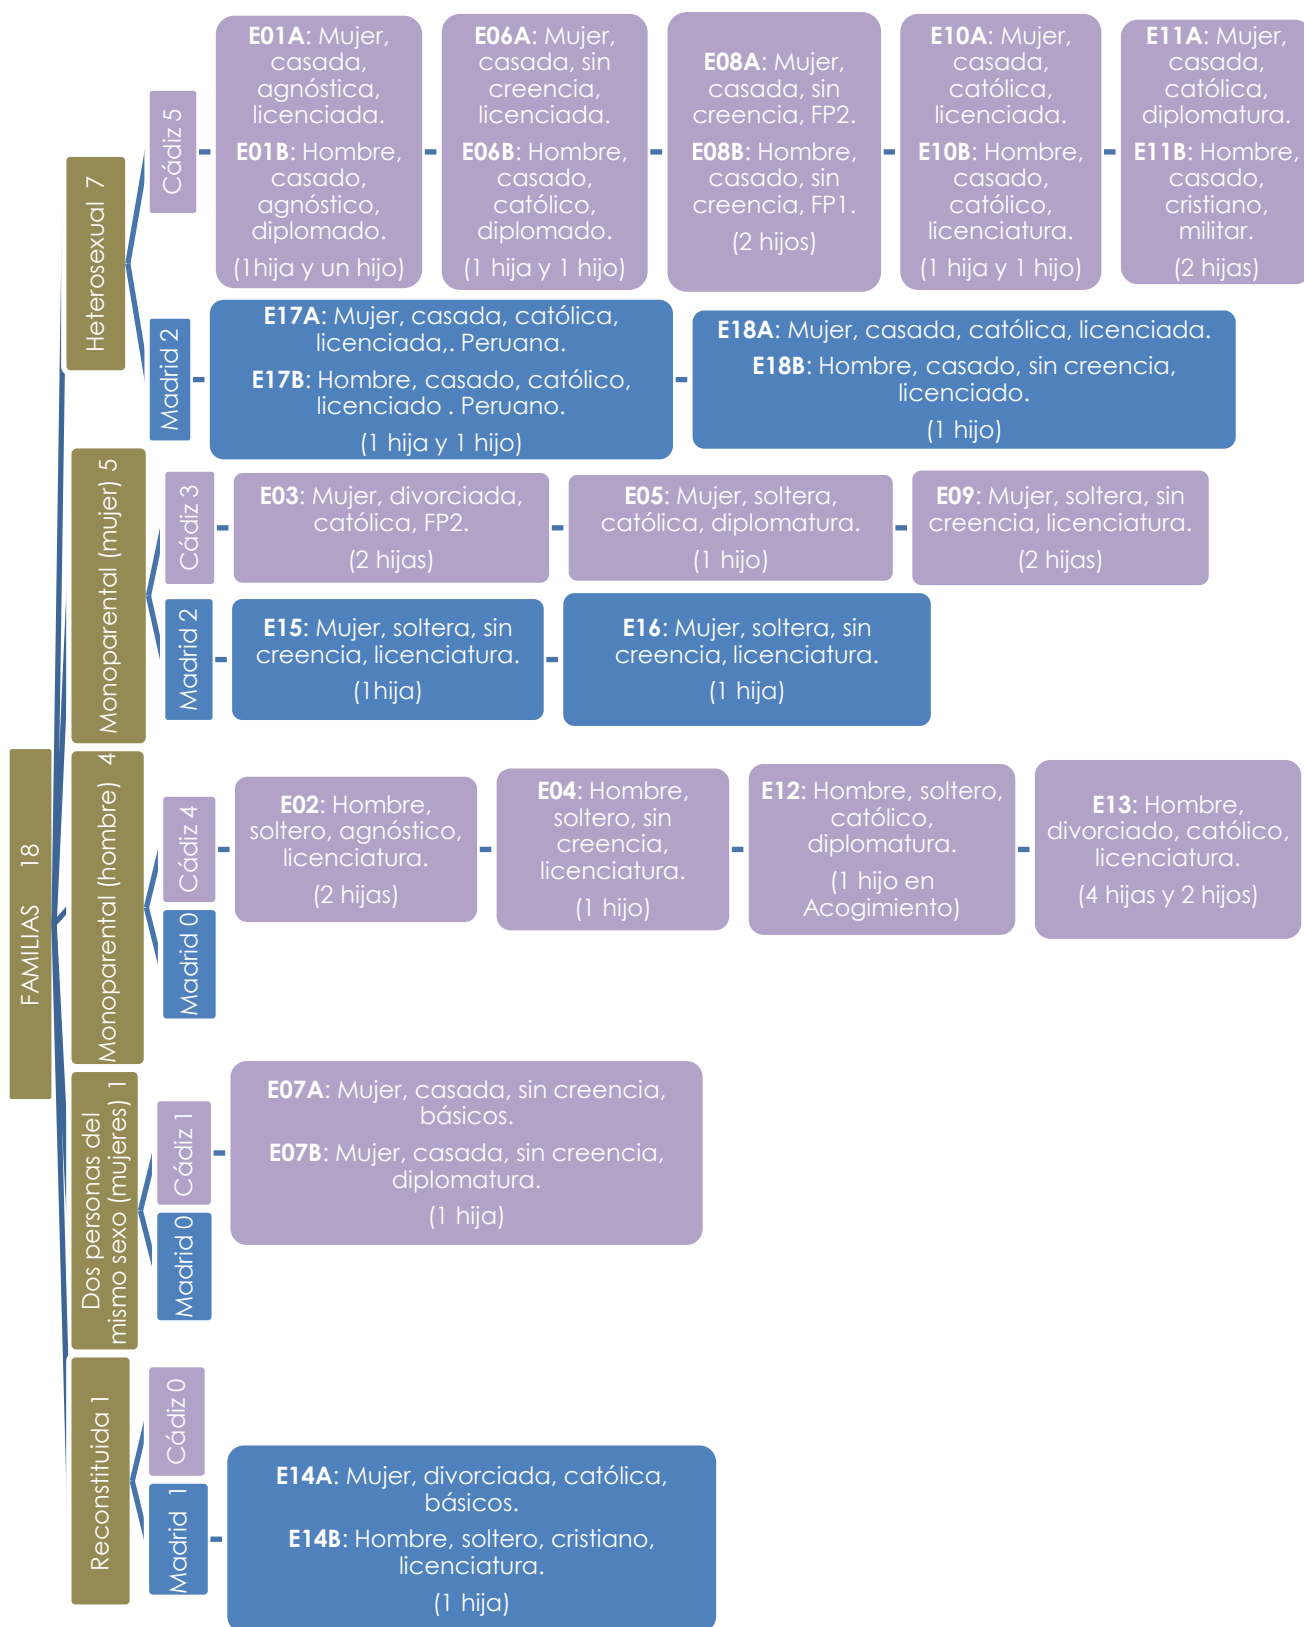 FAMILIAS 18
Heterosexual 7
Cádiz 5
E01A: Mujer,
casada,
agnóstica,
licenciada.
E01B: Hombre,
casado,
agnóstico,
diplomado.
(1hija y un hijo)
E06A: Mujer,
casada, sin
creencia,
licenciada.
E06B: Hombre,
casado,
católico,
diplomado.
(1 hija y 1 hijo)
E08A: Mujer,
casada, sin
creencia, FP2.
E08B: Hombre,
casado, sin
creencia, FP1.
(2 hijos)
E10A: Mujer,
casada,
católica,
licenciada.
E10B: Hombre,
casado,
católico,
licenciatura.
(1 hija y 1 hijo)
E11A: Mujer,
casada,
católica,
diplomatura.
E11B: Hombre,
casado,
cristiano,
militar.
(2 hijas)
Madrid 2
E17A: Mujer, casada, católica,
licenciada,. Peruana.
E17B: Hombre, casado, católico,
licenciado . Peruano.
(1 hija y 1 hijo)
E18A: Mujer, casada, católica, licenciada.
E18B: Hombre, casado, sin creencia,
licenciado.
(1 hijo)
Monoparental (mujer) 5
Cádiz 3
E03: Mujer, divorciada,
católica, FP2.
(2 hijas)
E05: Mujer, soltera,
católica, diplomatura.
(1 hijo)
E09: Mujer, soltera, sin
creencia, licenciatura.
(2 hijas)
Madrid 2
E15: Mujer, soltera, sin
creencia, licenciatura.
(1hija)
E16: Mujer, soltera, sin
creencia, licenciatura.
(1 hija)
Monoparental (hombre) 4
Cádiz 4
E02: Hombre,
soltero, agnóstico,
licenciatura.
(2 hijas)
E04: Hombre,
soltero, sin
creencia,
licenciatura.
(1 hijo)
E12: Hombre, soltero,
católico,
diplomatura.
(1 hijo en
Acogimiento)
E13: Hombre,
divorciado, católico,
licenciatura.
(4 hijas y 2 hijos)
Madrid 0
Dos personas del
mismo sexo (mujeres) 1
Cádiz 1
E07A: Mujer, casada, sin creencia,
básicos.
E07B: Mujer, casada, sin creencia,
diplomatura.
(1 hija)
Madrid 0
Reconstituida 1
Cádiz 0
Madrid 1
E14A: Mujer, divorciada, católica,
básicos.
E14B: Hombre, soltero, cristiano,
licenciatura.
(1 hija)